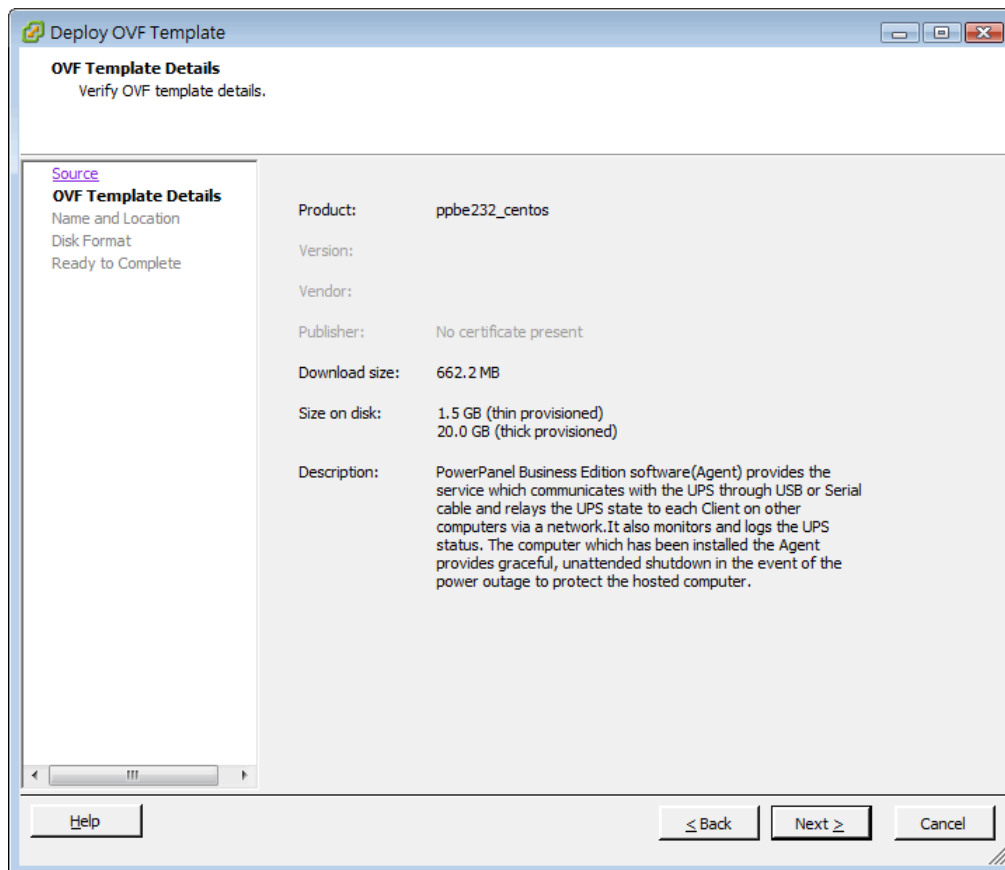 Deploy OVF Template
OVF Template Details
Verify OVF template details.
Source
OVF Template Details
Name and Location
Disk Format
Ready to Complete
Product: ppbe232_centos
Version:
Vendor:
Publisher: No certificate present
Download size: 662.2 MB
Size on disk: 1.5 GB (thin provisioned)
20.0 GB (thick provisioned)
Description: PowerPanel Business Edition software(Agent) provides the
service which communicates with the UPS through USB or Serial
cable and relays the UPS state to each Client on other
computers via a network.It also monitors and logs the UPS
status. The computer which has been installed the Agent
provides graceful, unattended shutdown in the event of the
power outage to protect the hosted computer.
Help
< Back
Next >
Cancel